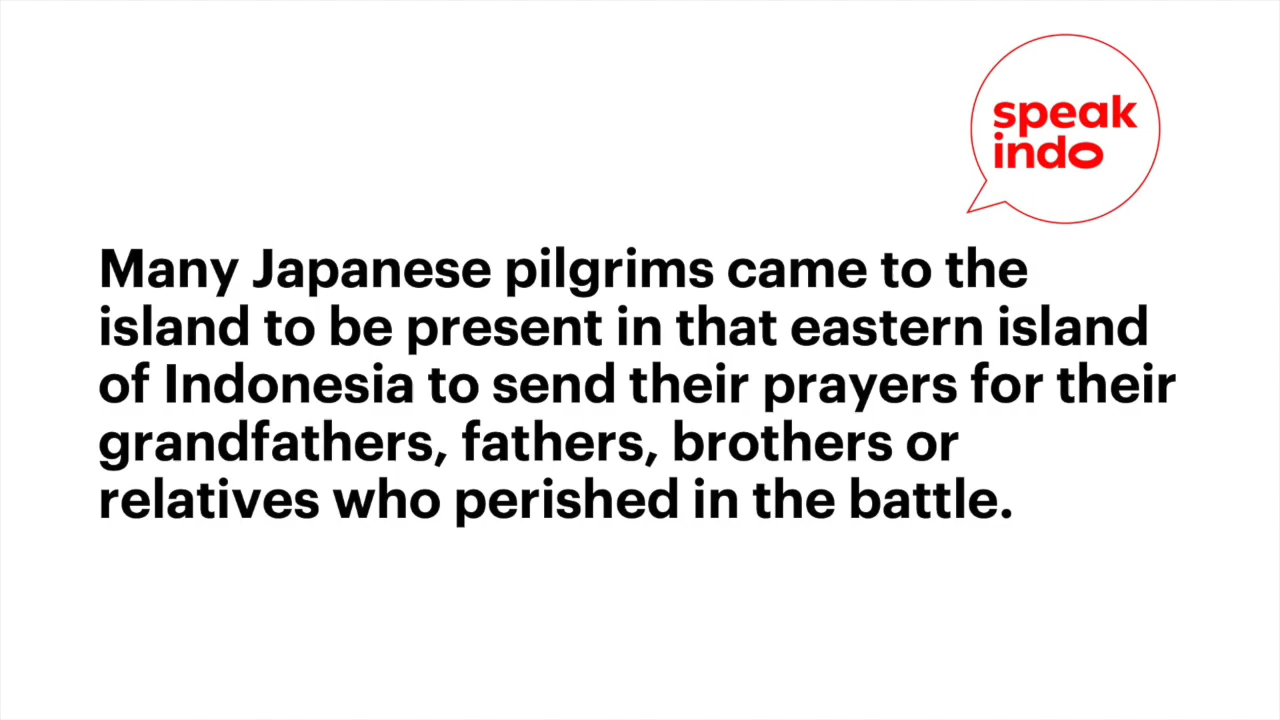 speak
indo
Many Japanese pilgrims came to the
island to be present in that eastern island
of Indonesia to send their prayers for their
grandfathers, fathers, brothers or
relatives who perished in the battle.